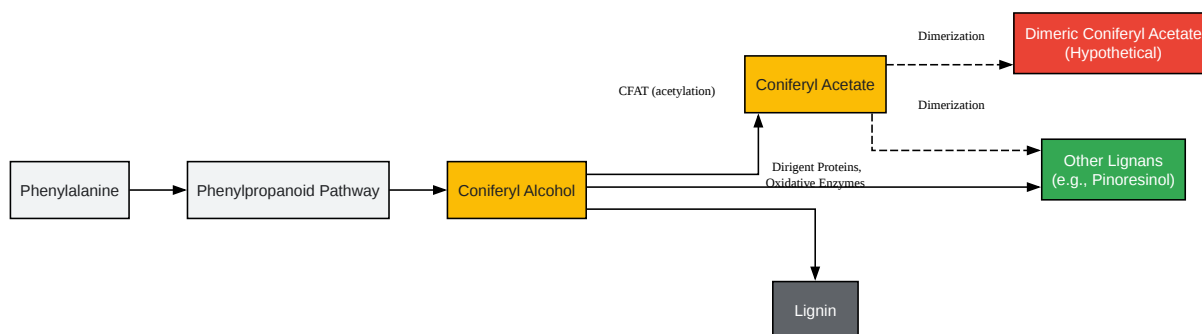 Dimerization
Dimeric Coniferyl Acetate
(Hypothetical)
CFAT (acetylation)
Coniferyl Acetate
Dimerization
Phenylalanine
Phenylpropanoid Pathway
Coniferyl Alcohol
Dirigent Proteins,
Oxidative Enzymes
Other Lignans
(e.g., Pinoresinol)
Lignin